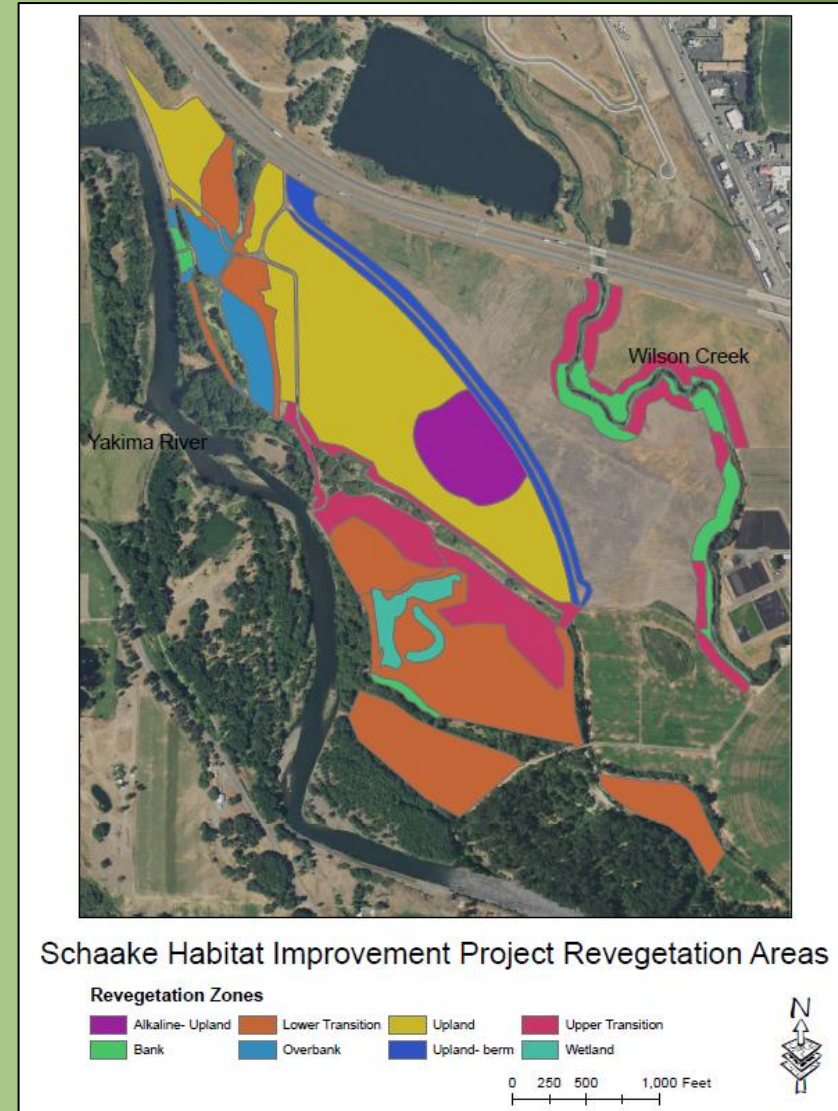 Wilson Creek
Yakima River
Schaake Habitat Improvement Project Revegetation Areas
Revegetation Zones
Alkaline- Upland Lower Transition Upland Upper Transition
Bank Overbank Upland- berm Wetland
N
0 250 500 1,000 Feet